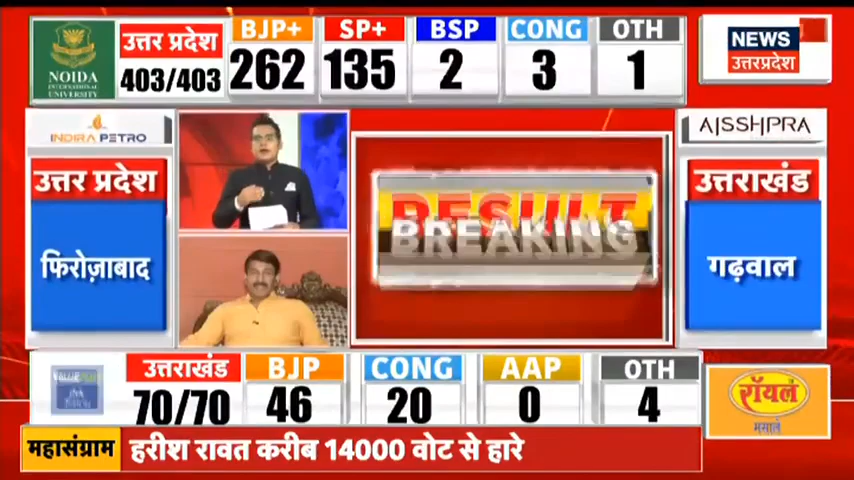 NOIDA
INTERNATIONAL
UNIVERSITY
उत्तर प्रदेश
403/403
BJP+
262
SP+
135
BSP
2
CONG
3
OTH
1
NEWS
उत्तरप्रदेश
INDIRA PETRO
उत्तर प्रदेश
फिरोज़ाबाद
RESULT
BREAKING
AJSSHPRA
उत्तराखंड
गढ़वाल
उत्तराखंड
70/70
BJP
46
CONG
20
AAP
0
OTH
4
रॉयल
मसाले
महासंग्राम
हरीश रावत करीब 14000 वोट से हारे